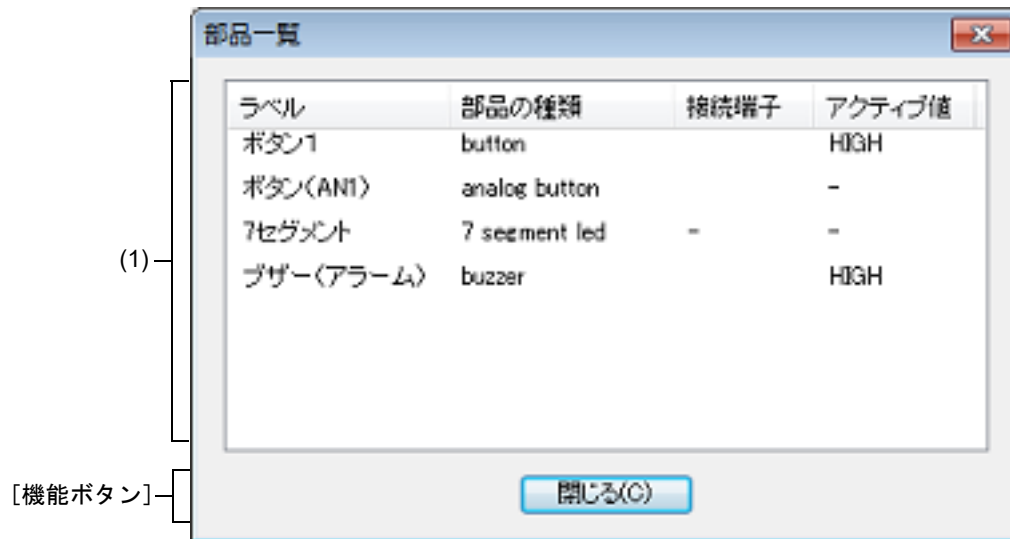 部品一覧
ラベル 部品の種類 接続端子 アクティブ値
ボタン1 button HIGH
ボタン(AN1) analog button -
7セグメント 7 segment led - -
(1)
ブザー(アラーム) buzzer HIGH
[機能ボタン]
閉じる(C)